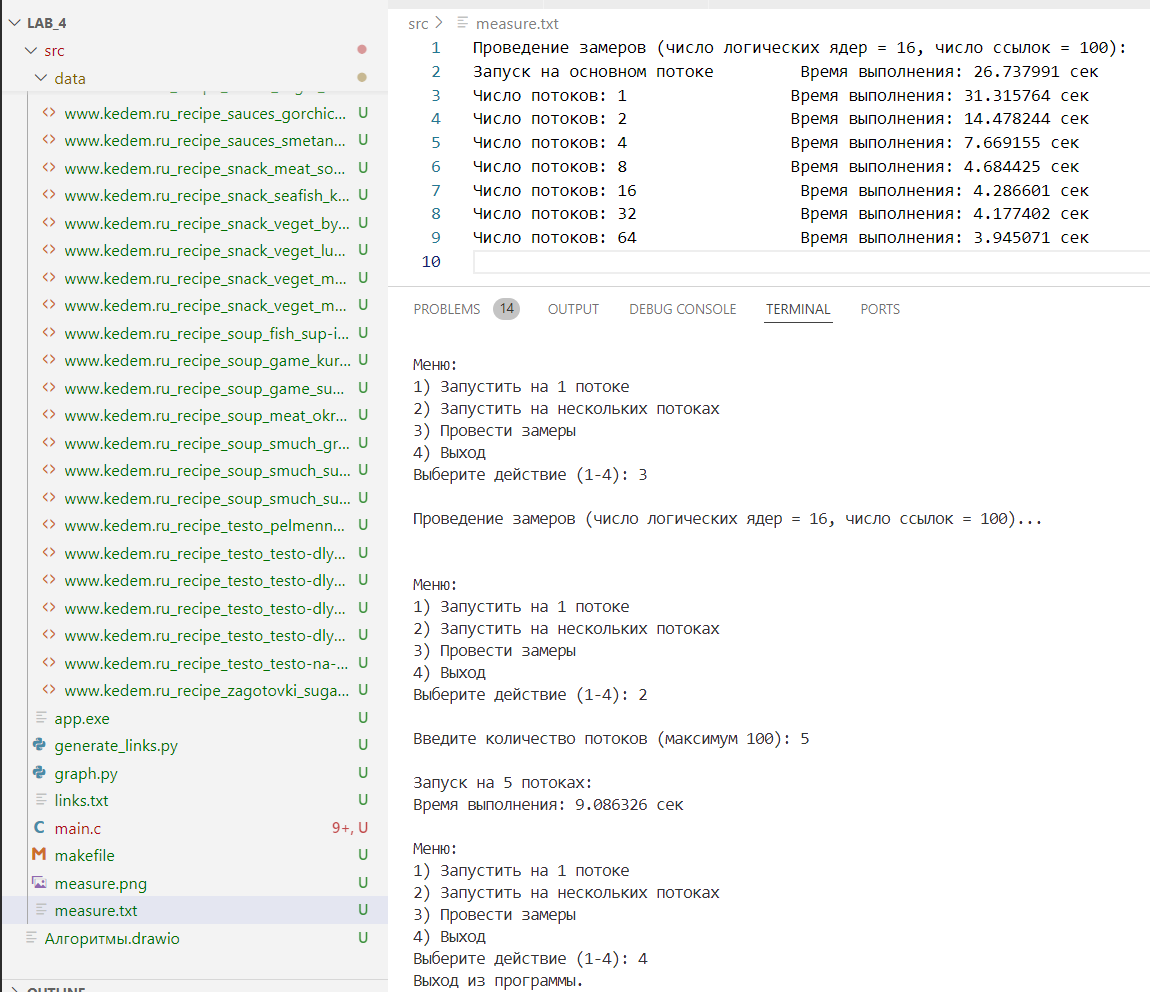 LAB_4
src
data
www.kedem.ru_recipe_sauces_gorchic... U
www.kedem.ru_recipe_sauces_smetan... U
www.kedem.ru_recipe_snack_meat_so... U
www.kedem.ru_recipe_snack_seafish_k... U
www.kedem.ru_recipe_snack_veget_by... U
www.kedem.ru_recipe_snack_veget_lu... U
www.kedem.ru_recipe_snack_veget_m... U
www.kedem.ru_recipe_snack_veget_m... U
www.kedem.ru_recipe_soup_fish_sup-i... U
www.kedem.ru_recipe_soup_game_kur... U
www.kedem.ru_recipe_soup_game_su... U
www.kedem.ru_recipe_soup_meat_okr... U
www.kedem.ru_recipe_soup_smuch_gr... U
www.kedem.ru_recipe_soup_smuch_su... U
www.kedem.ru_recipe_soup_smuch_su... U
www.kedem.ru_recipe_testo_pelmenn... U
www.kedem.ru_recipe_testo_testo-dly... U
www.kedem.ru_recipe_testo_testo-dly... U
www.kedem.ru_recipe_testo_testo-dly... U
www.kedem.ru_recipe_testo_testo-dly... U
www.kedem.ru_recipe_testo_testo-na-... U
www.kedem.ru_recipe_zagotovki_suga... U
app.exe U
generate_links.py U
graph.py U
links.txt U
C main.c 9+, U
M makefile U
measure.png U
measure.txt U
Алгоритмы.drawio U
OUTLINE
src > measure.txt
1 Проведение замеров (число логических ядер = 16, число ссылок = 100):
2 Запуск на основном потоке Время выполнения: 26.737991 сек
3 Число потоков: 1 Время выполнения: 31.315764 сек
4 Число потоков: 2 Время выполнения: 14.478244 сек
5 Число потоков: 4 Время выполнения: 7.669155 сек
6 Число потоков: 8 Время выполнения: 4.684425 сек
7 Число потоков: 16 Время выполнения: 4.286601 сек
8 Число потоков: 32 Время выполнения: 4.177402 сек
9 Число потоков: 64 Время выполнения: 3.945071 сек
10
PROBLEMS 14 OUTPUT DEBUG CONSOLE TERMINAL PORTS
Меню:
1) Запустить на 1 потоке
2) Запустить на нескольких потоках
3) Провести замеры
4) Выход
Выберите действие (1-4): 3
Проведение замеров (число логических ядер = 16, число ссылок = 100)...
Меню:
1) Запустить на 1 потоке
2) Запустить на нескольких потоках
3) Провести замеры
4) Выход
Выберите действие (1-4): 2
Введите количество потоков (максимум 100): 5
Запуск на 5 потоках:
Время выполнения: 9.086326 сек
Меню:
1) Запустить на 1 потоке
2) Запустить на нескольких потоках
3) Провести замеры
4) Выход
Выберите действие (1-4): 4
Выход из программы.